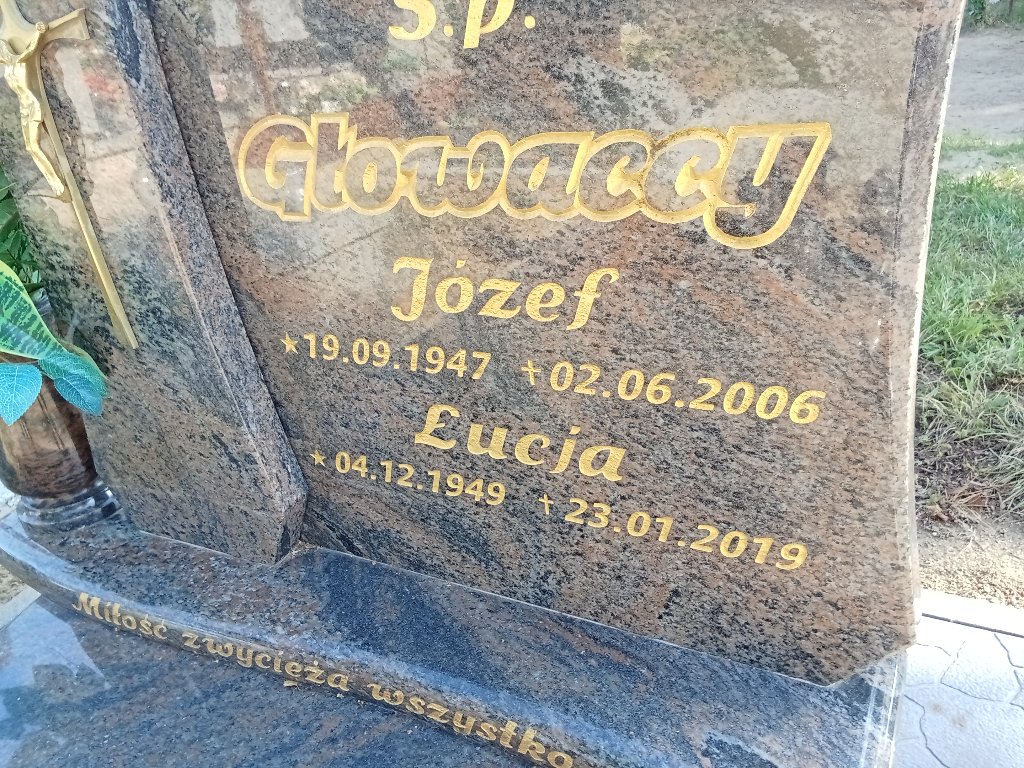 Ś.p.
Głowaccy
Józef
★19.09.1947 ✝02.06.2006
Łucja
★04.12.1949 ✝23.01.2019
Miłość zwycięża wszystko